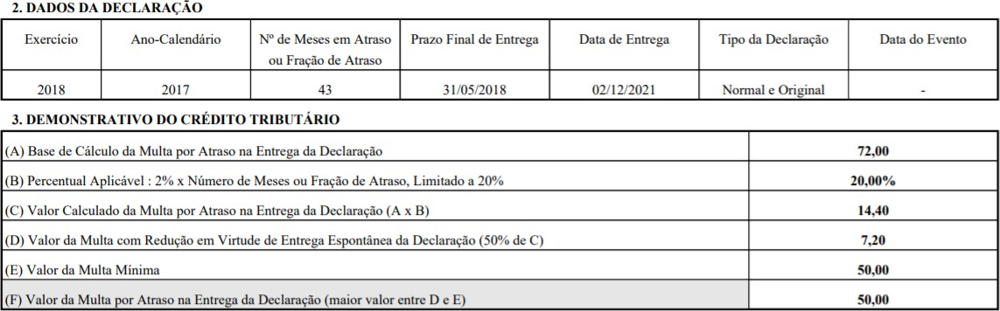 2. DADOS DA DECLARAÇÃO
Exercício Ano-Calendário Nº de Meses em Atraso Prazo Final de Entrega Data de Entrega Tipo da Declaração Data do Evento
ou Fração de Atraso
2018 2017 43 31/05/2018 02/12/2021 Normal e Original -
3. DEMONSTRATIVO DO CRÉDITO TRIBUTÁRIO
(A) Base de Cálculo da Multa por Atraso na Entrega da Declaração 72,00
(B) Percentual Aplicável : 2% x Número de Meses ou Fração de Atraso, Limitado a 20% 20,00%
(C) Valor Calculado da Multa por Atraso na Entrega da Declaração (A x B) 14,40
(D) Valor da Multa com Redução em Virtude de Entrega Espontânea da Declaração (50% de C) 7,20
(E) Valor da Multa Mínima 50,00
(F) Valor da Multa por Atraso na Entrega da Declaração (maior valor entre D e E) 50,00